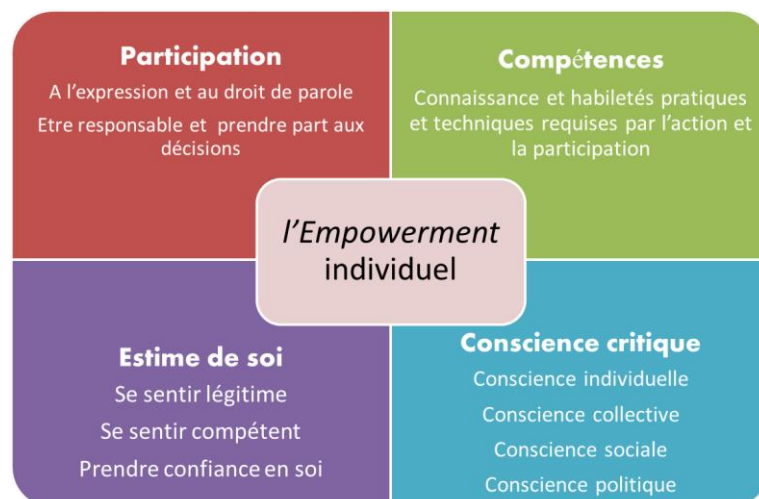 Participation
A l'expression et au droit de parole
Etre responsable et prendre part aux
décisions
Compétences
Connaissance et habiletés pratiques
et techniques requises par l'action et
la participation
l'Empowerment
individuel
Estime de soi
Se sentir légitime
Se sentir compétent
Prendre confiance en soi
Conscience critique
Conscience individuelle
Conscience collective
Conscience sociale
Conscience politique